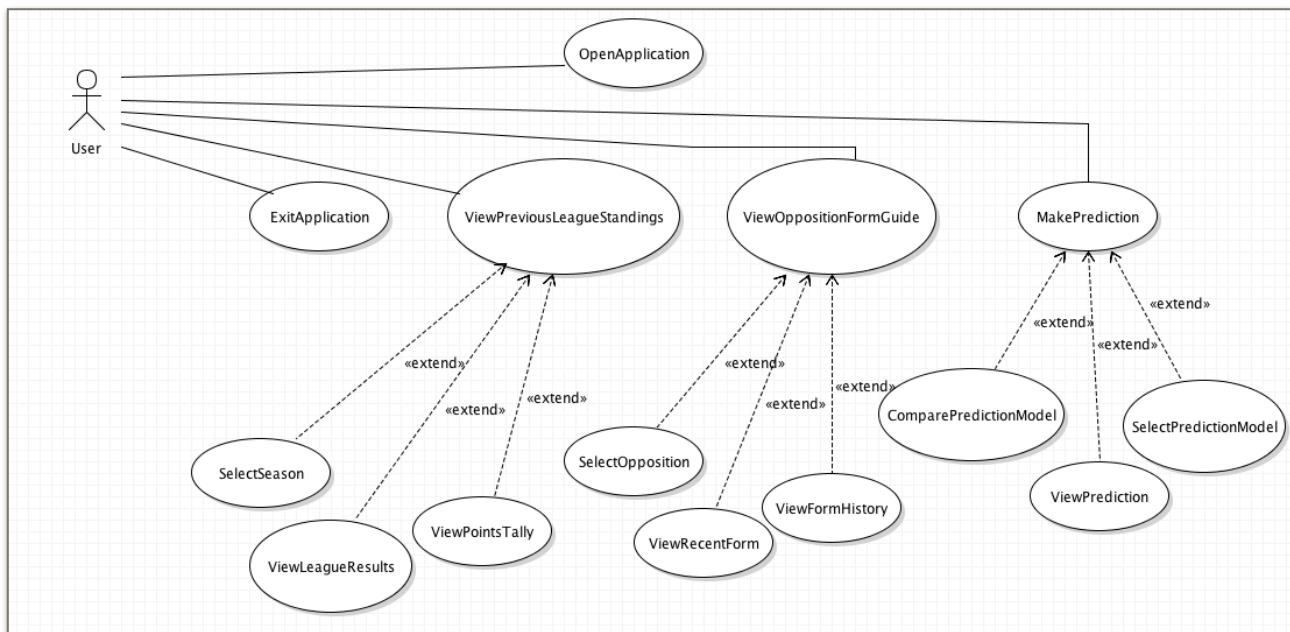 OpenApplication
User
ExitApplication
ViewPreviousLeagueStandings
ViewOppositionFormGuide
MakePrediction
«extend»
«extend»
«extend»
«extend»
«extend»
«extend»
«extend»
«extend»
«extend»
SelectSeason
ViewLeagueResults
ViewPointsTally
SelectOpposition
ViewRecentForm
ViewFormHistory
ComparePredictionModel
ViewPrediction
SelectPredictionModel